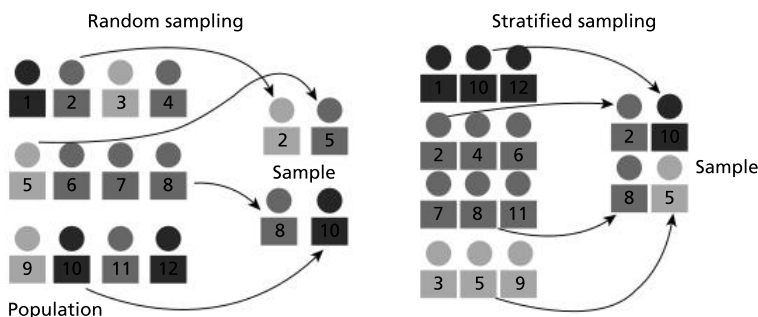 Random sampling
1 2 3 4
5 6 7 8
9 10 11 12
Population
2 5
Sample
8 10
Stratified sampling
1 10 12
2 4 6
7 8 11
3 5 9
2 10
8 5
Sample